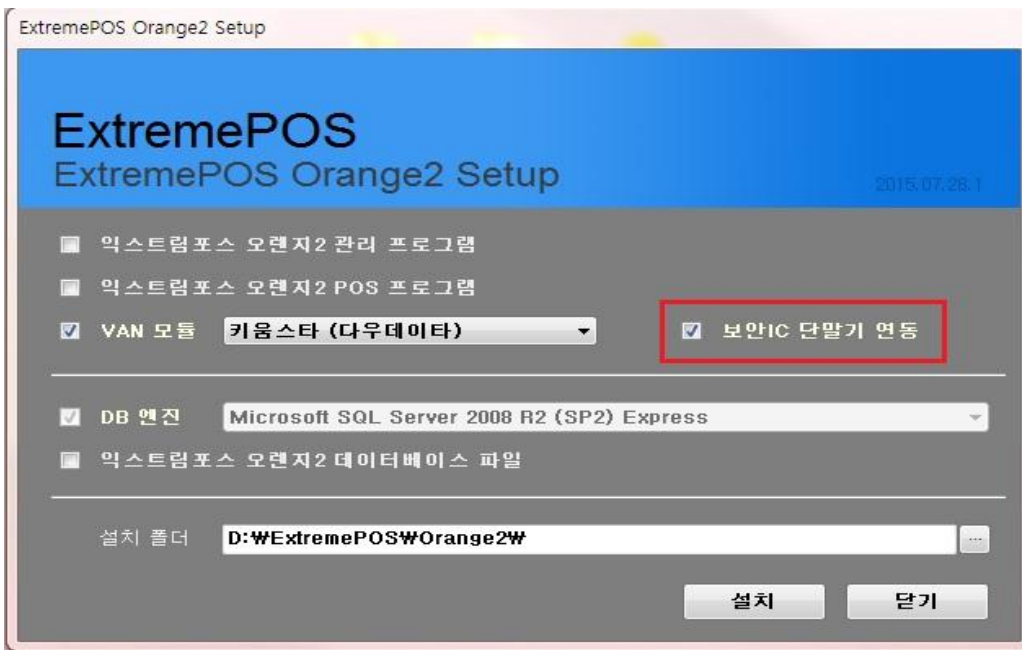 ExtremePOS Orange2 Setup
ExtremePOS
ExtremePOS Orange2 Setup
2015.07.28.1
익스트림포스 오렌지2 관리 프로그램
익스트림포스 오렌지2 POS 프로그램
VAN 모듈 키움스타 (다우데이타) 보안IC 단말기 연동
DB 엔진 Microsoft SQL Server 2008 R2 (SP2) Express
익스트림포스 오렌지2 데이터베이스 파일
설치 폴더 D:₩ExtremePOS₩Orange2₩ ...
설치 닫기